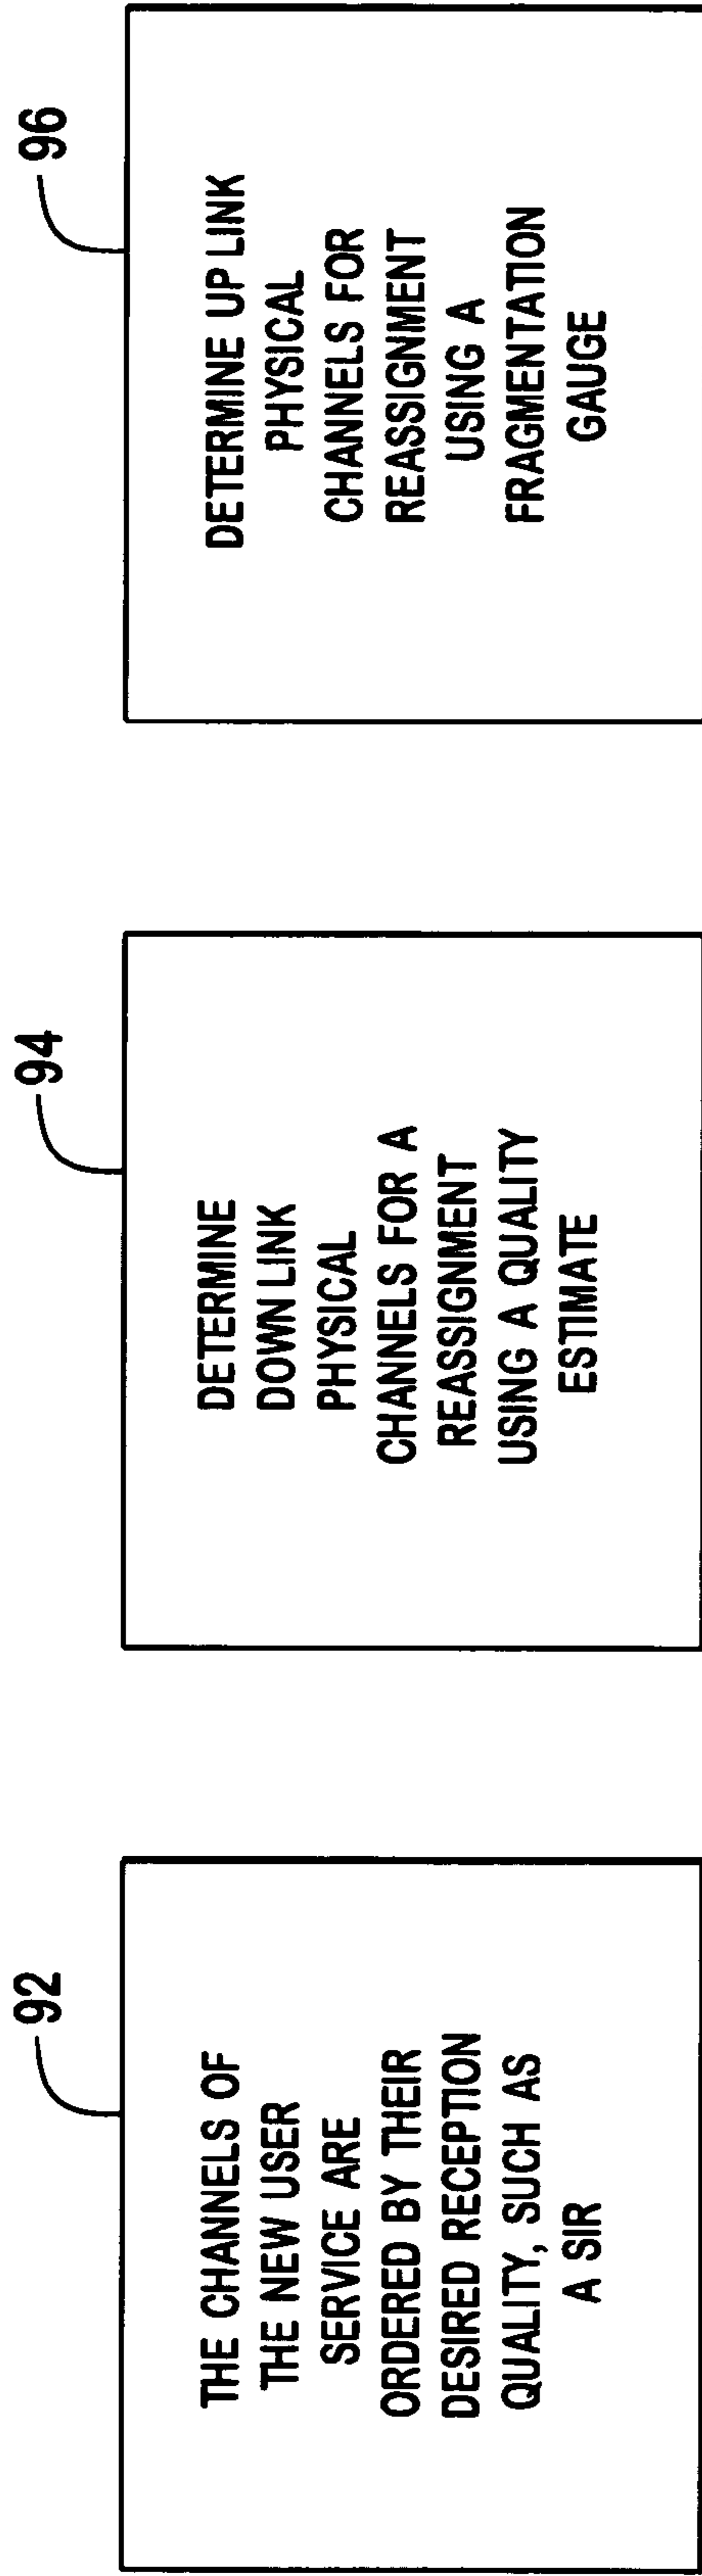 92
THE CHANNELS OF
THE NEW USER
SERVICE ARE
ORDERED BY THEIR
DESIRED RECEPTION
QUALITY, SUCH AS
A SIR
94
DETERMINE
DOWN LINK
PHYSICAL
CHANNELS FOR A
REASSIGNMENT
USING A QUALITY
ESTIMATE
96
DETERMINE UP LINK
PHYSICAL
CHANNELS FOR
REASSIGNMENT
USING A
FRAGMENTATION
GAUGE